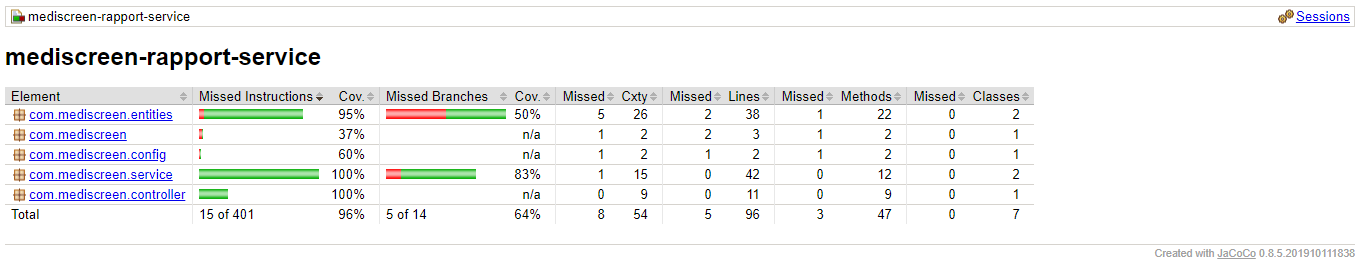 mediscreen-rapport-service Sessions
mediscreen-rapport-service
Element Missed Instructions Cov. Missed Branches Cov. Missed Cxty Missed Lines Missed Methods Missed Classes
com.mediscreen.entities 95% 50% 5 26 2 38 1 22 0 2
com.mediscreen 37% n/a 1 2 2 3 1 2 0 1
com.mediscreen.config 60% n/a 1 2 1 2 1 2 0 1
com.mediscreen.service 100% 83% 1 15 0 42 0 12 0 2
com.mediscreen.controller 100% n/a 0 9 0 11 0 9 0 1
Total 15 of 401 96% 5 of 14 64% 8 54 5 96 3 47 0 7
Created with JaCoCo 0.8.5.201910111838